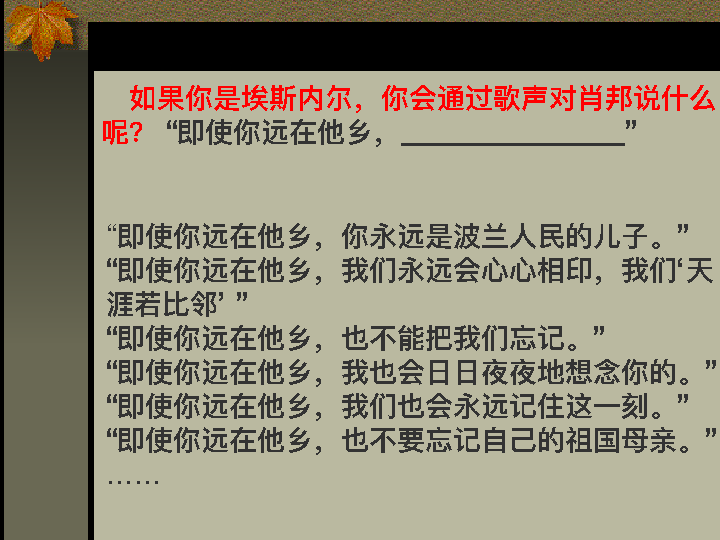 如果你是埃斯内尔，你会通过歌声对肖邦说什么
呢？“即使你远在他乡，________________”
“即使你远在他乡，你永远是波兰人民的儿子。”
“即使你远在他乡，我们永远会心心相印，我们‘天
涯若比邻’ ”
“即使你远在他乡，也不能把我们忘记。”
“即使你远在他乡，我也会日日夜夜地想念你的。”
“即使你远在他乡，我们也会永远记住这一刻。”
“即使你远在他乡，也不要忘记自己的祖国母亲。”
……